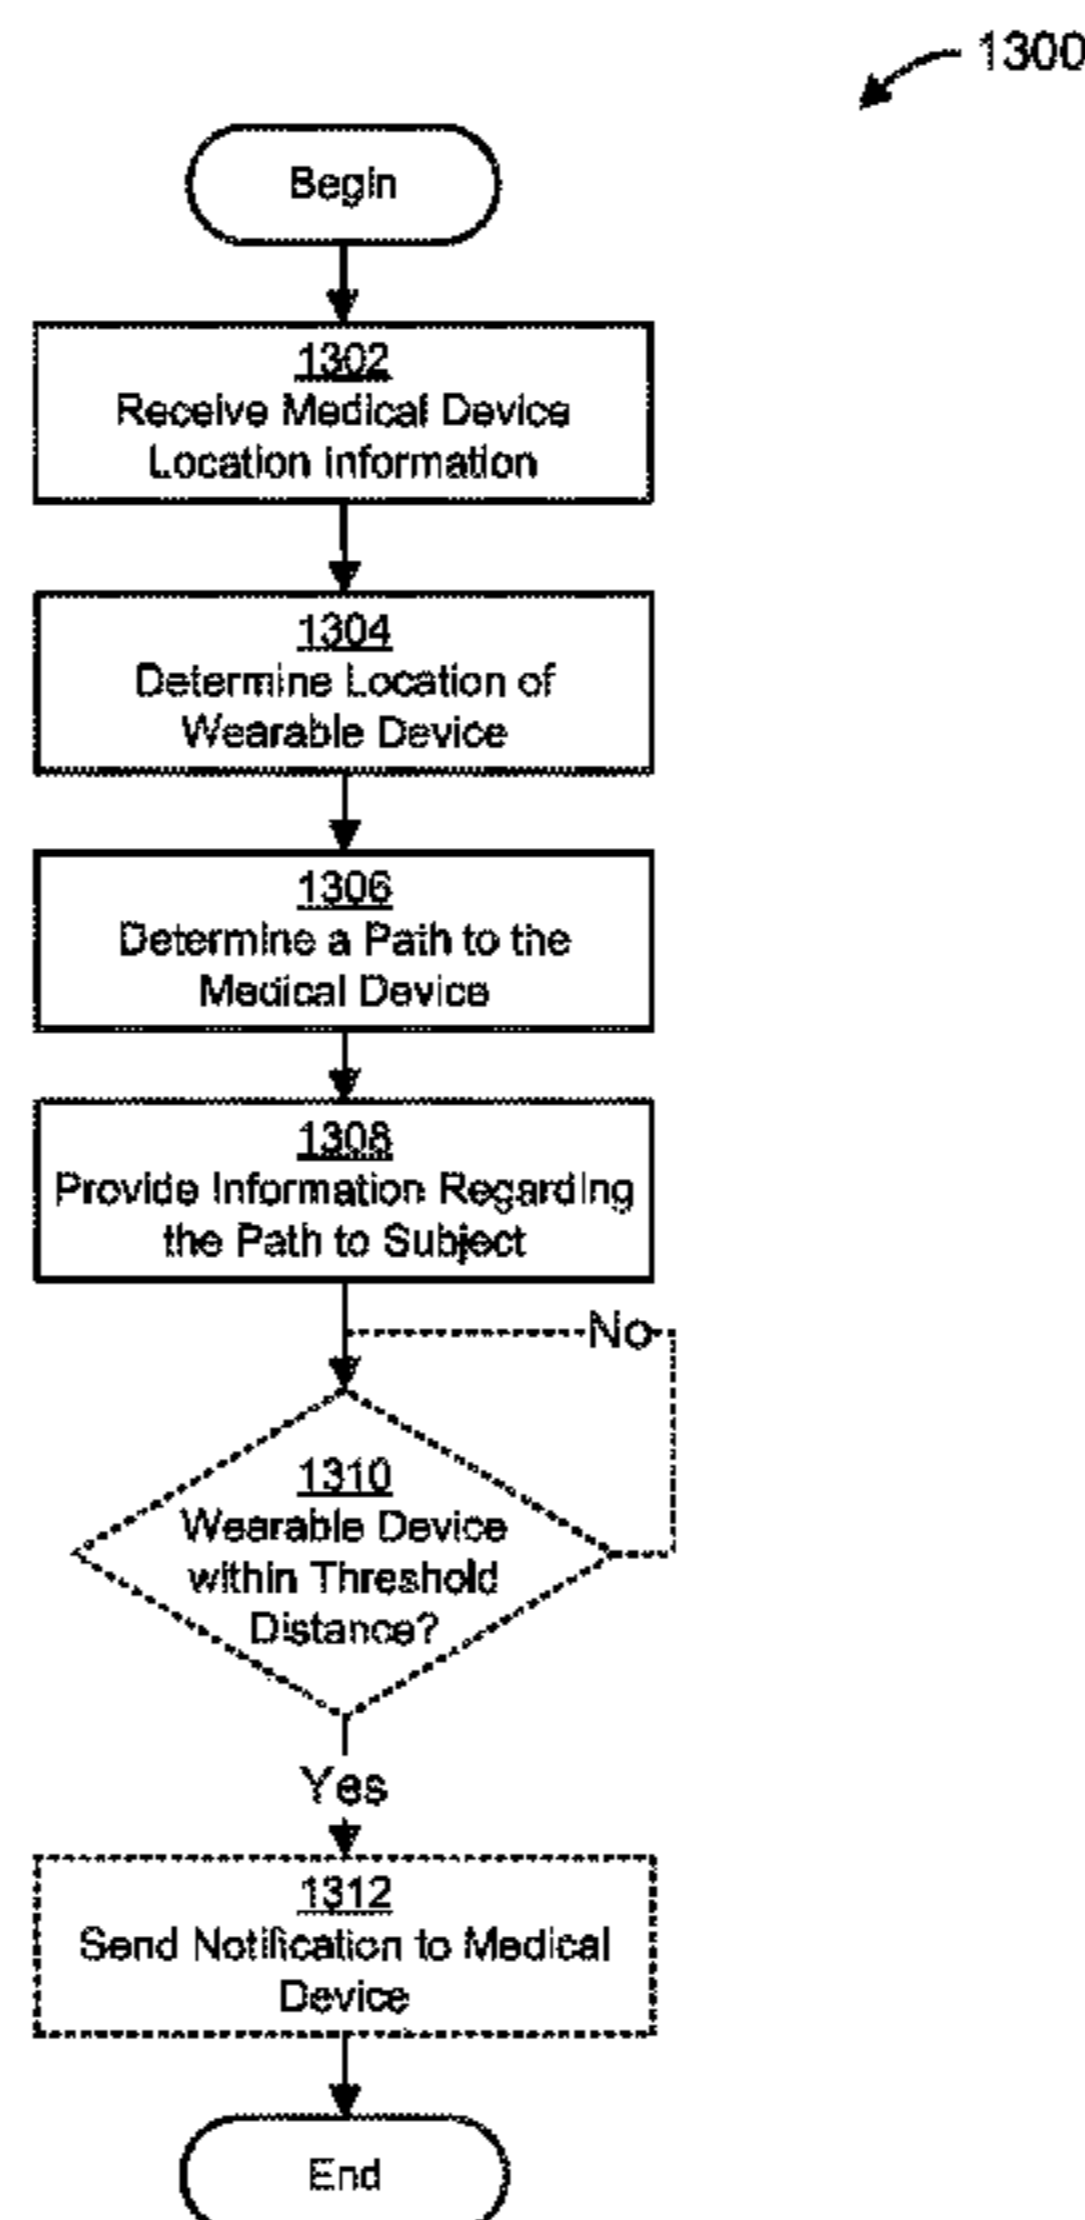 1300
Begin
1302
Receive Medical Device
Location Information
1304
Determine Location of
Wearable Device
1306
Determine a Path to the
Medical Device
1308
Provide Information Regarding
the Path to Subject
No
1310
Wearable Device
within Threshold
Distance?
Yes
1312
Send Notification to Medical
Device
End